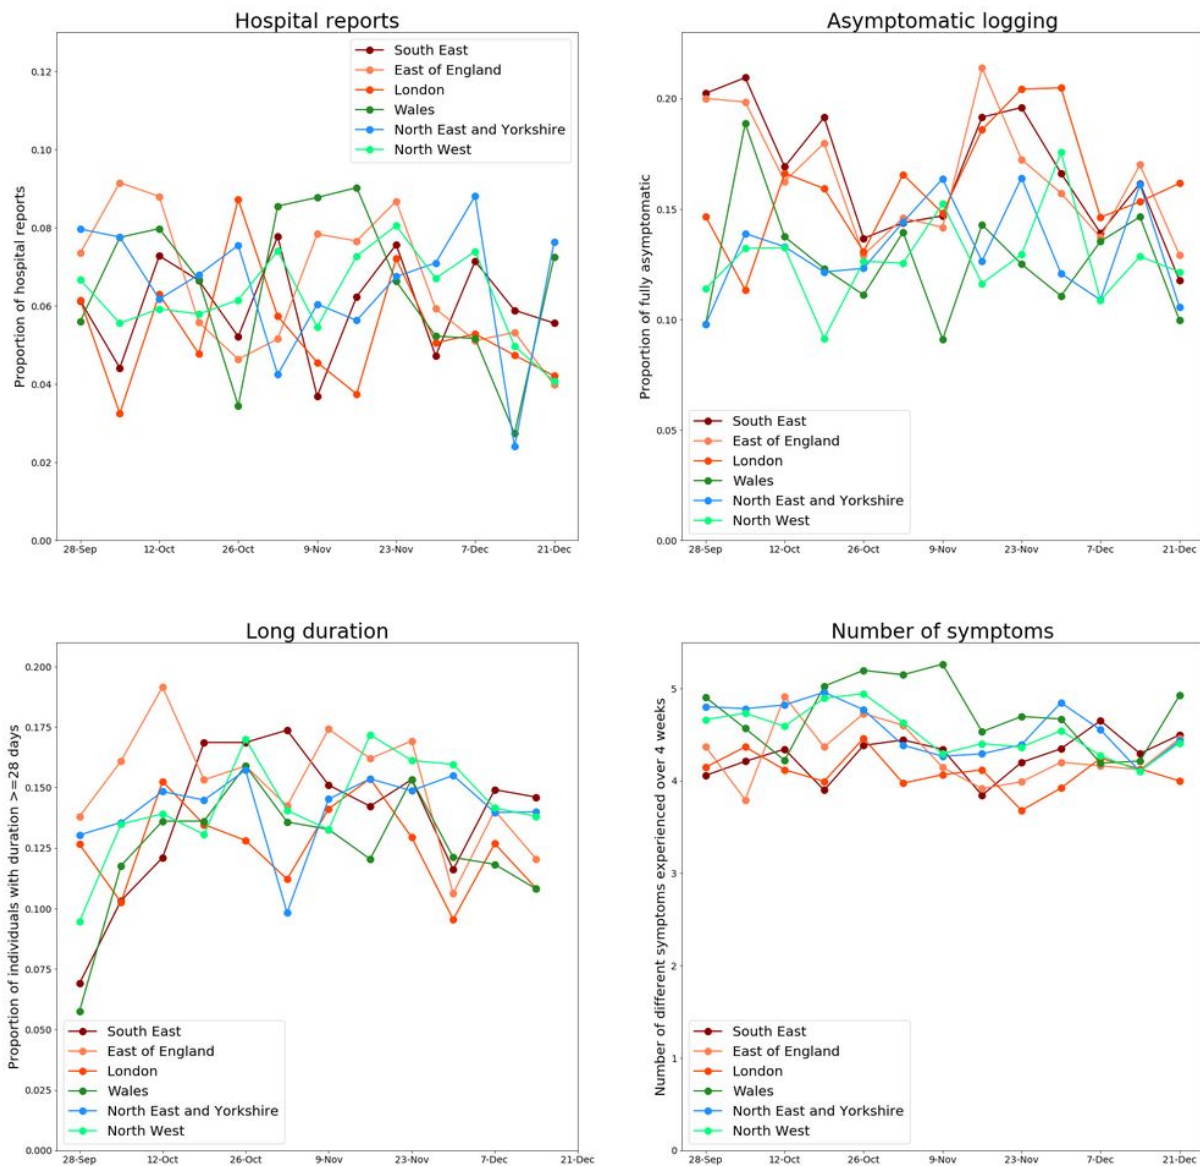 Hospital reports
Proportion of hospital reports
0.12
0.10
0.08
0.06
0.04
0.02
0.00
South East
East of England
London
Wales
North East and Yorkshire
North West
28-Sep 12-Oct 26-Oct 9-Nov 23-Nov 7-Dec 21-Dec
Asymptomatic logging
Proportion of fully asymptomatic
0.20
0.15
0.10
0.05
0.00
South East
East of England
London
Wales
North East and Yorkshire
North West
28-Sep 12-Oct 26-Oct 9-Nov 23-Nov 7-Dec 21-Dec
Long duration
Proportion of individuals with duration >=28 days
0.200
0.175
0.150
0.125
0.100
0.075
0.050
0.025
0.000
South East
East of England
London
Wales
North East and Yorkshire
North West
28-Sep 12-Oct 26-Oct 9-Nov 23-Nov 7-Dec 21-Dec
Number of symptoms
Number of different symptoms experienced over 4 weeks
5
4
3
2
1
0
South East
East of England
London
Wales
North East and Yorkshire
North West
28-Sep 12-Oct 26-Oct 9-Nov 23-Nov 7-Dec 21-Dec